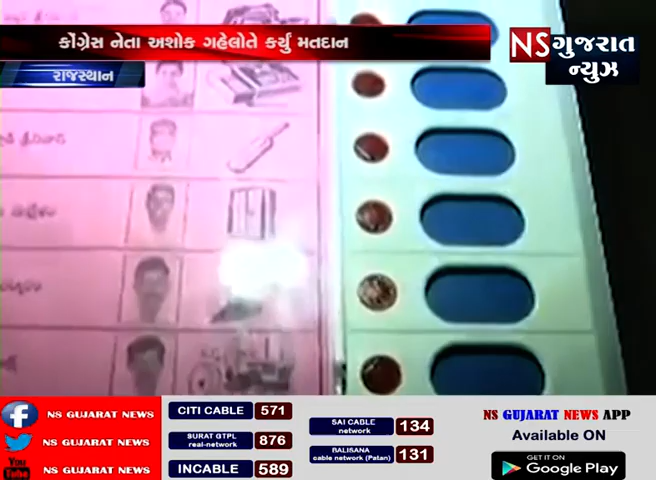 કોંગ્રેસ નેતા અશોક ગહેલોતે કર્યું મતદાન
રાજસ્થાન
NS ગુજરાત
ન્યુઝ
NS GUJARAT NEWS
NS GUJARAT NEWS
You
Tube
NS GUJARAT NEWS
CITI CABLE 571
SURAT GTPL
real-network
876
INCABLE 589
SAI CABLE
network
134
BALISANA
cable network (Patan)
131
NS GUJARAT NEWS APP
Available ON
GET IT ON
Google Play